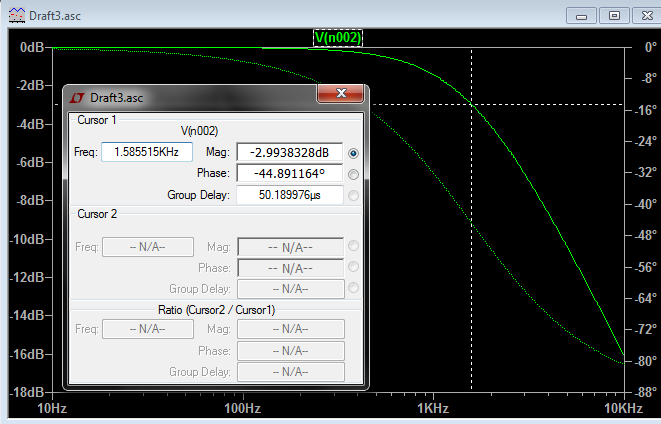 Draft3.asc
V(n002)
0dB
-2dB
-4dB
-6dB
-8dB
-10dB
-12dB
-14dB
-16dB
-18dB
0°
-8°
-16°
-24°
-32°
-40°
-48°
-56°
-64°
-72°
-80°
-88°
10Hz
100Hz
1KHz
10KHz
Draft3.asc
Cursor 1
V(n002)
Freq: 1.585515KHz Mag: -2.9938328dB
Phase: -44.891164°
Group Delay: 50.189976µs
Cursor 2
Freq: -- N/A-- Mag: -- N/A--
Phase: -- N/A--
Group Delay: -- N/A--
Ratio (Cursor2 / Cursor1)
Freq: -- N/A-- Mag: -- N/A--
Phase: -- N/A--
Group Delay: -- N/A--